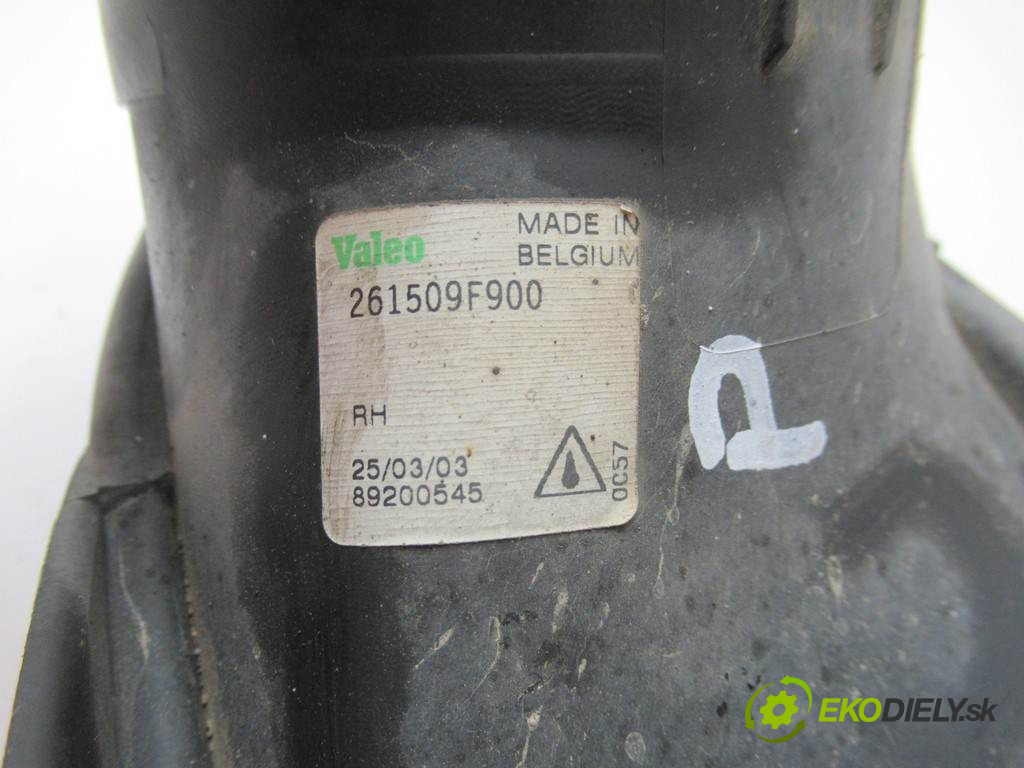 Valeo
MADE IN
BELGIUM
261509F900
RH
25/03/03
89200545
0C57
P
EKODIELY.sk